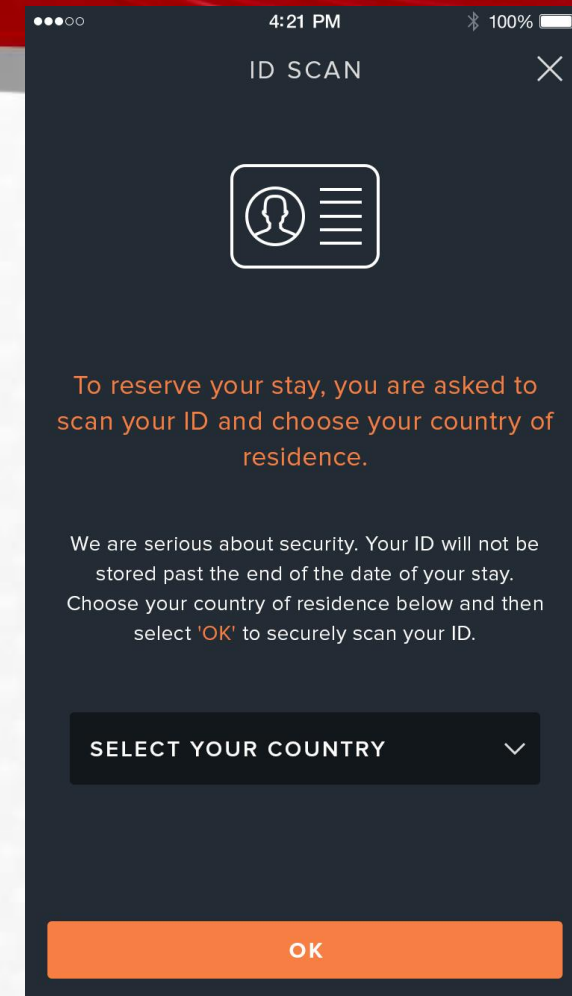 4:21 PM
100%
ID SCAN
To reserve your stay, you are asked to
scan your ID and choose your country of
residence.
We are serious about security. Your ID will not be
stored past the end of the date of your stay.
Choose your country of residence below and then
select 'OK' to securely scan your ID.
SELECT YOUR COUNTRY
OK